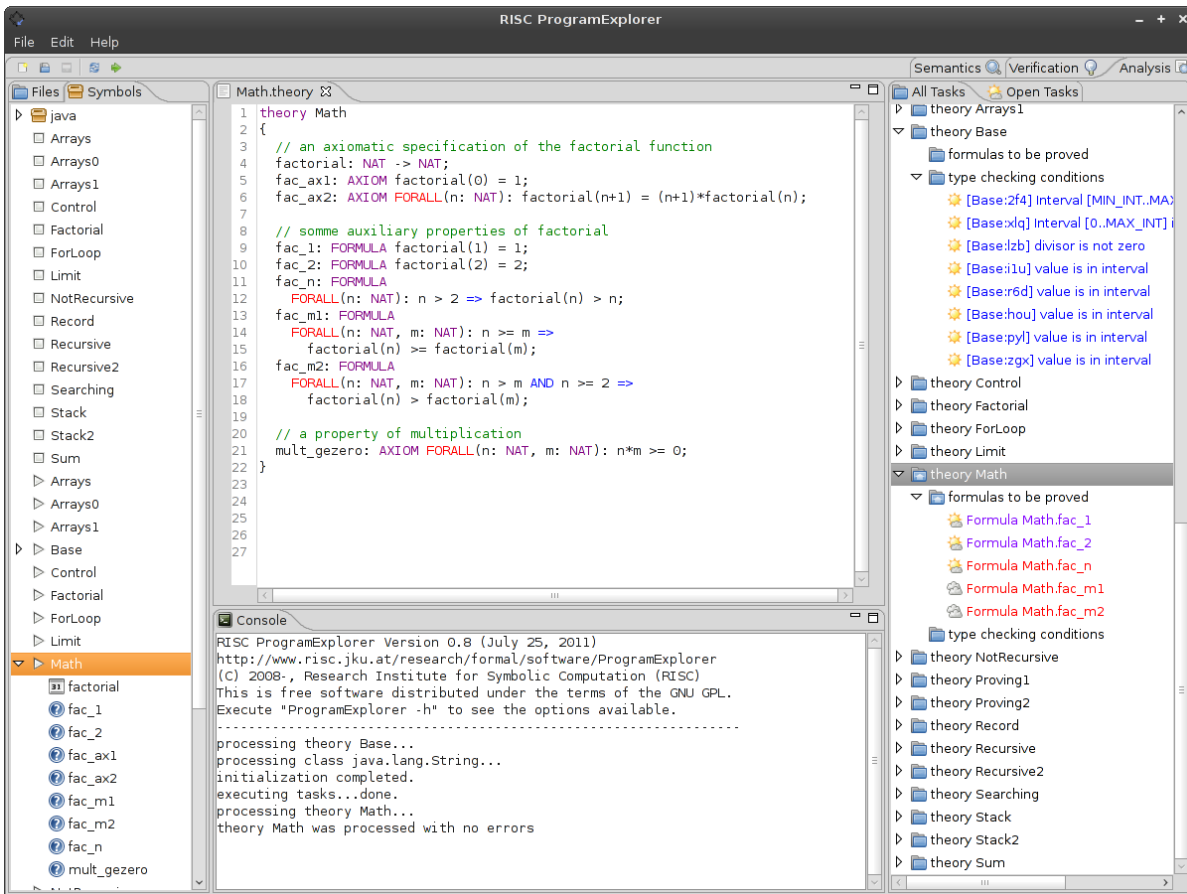 RISC ProgramExplorer
File Edit Help
Semantics Verification Analysis
Files Symbols
java
Arrays
Arrays0
Arrays1
Control
Factorial
ForLoop
Limit
NotRecursive
Record
Recursive
Recursive2
Searching
Stack
Stack2
Sum
Arrays
Arrays0
Arrays1
Base
Control
Factorial
ForLoop
Limit
Math
factorial
fac_1
fac_2
fac_ax1
fac_ax2
fac_m1
fac_m2
fac_n
mult_gezero
Math.theory
1 theory Math
2 {
3 // an axiomatic specification of the factorial function
4 factorial: NAT -> NAT;
5 fac_ax1: AXIOM factorial(0) = 1;
6 fac_ax2: AXIOM FORALL(n: NAT): factorial(n+1) = (n+1)*factorial(n);
7
8 // somme auxiliary properties of factorial
9 fac_1: FORMULA factorial(1) = 1;
10 fac_2: FORMULA factorial(2) = 2;
11 fac_n: FORMULA
12 FORALL(n: NAT): n > 2 => factorial(n) > n;
13 fac_m1: FORMULA
14 FORALL(n: NAT, m: NAT): n >= m =>
15 factorial(n) >= factorial(m);
16 fac_m2: FORMULA
17 FORALL(n: NAT, m: NAT): n > m AND n >= 2 =>
18 factorial(n) > factorial(m);
19
20 // a property of multiplication
21 mult_gezero: AXIOM FORALL(n: NAT, m: NAT): n*m >= 0;
22 }
23
24
25
26
27
Console
RISC ProgramExplorer Version 0.8 (July 25, 2011)
http://www.risc.jku.at/research/formal/software/ProgramExplorer
(C) 2008-, Research Institute for Symbolic Computation (RISC)
This is free software distributed under the terms of the GNU GPL.
Execute "ProgramExplorer -h" to see the options available.
-------------------------------------------------------------------
processing theory Base...
processing class java.lang.String...
initialization completed.
executing tasks...done.
processing theory Math...
theory Math was processed with no errors
All Tasks Open Tasks
theory Arrays1
theory Base
formulas to be proved
type checking conditions
[Base:2f4] Interval [MIN_INT..MAX
[Base:xlq] Interval [0..MAX_INT] i
[Base:lzb] divisor is not zero
[Base:i1u] value is in interval
[Base:r6d] value is in interval
[Base:hou] value is in interval
[Base:pyl] value is in interval
[Base:zgx] value is in interval
theory Control
theory Factorial
theory ForLoop
theory Limit
theory Math
formulas to be proved
Formula Math.fac_1
Formula Math.fac_2
Formula Math.fac_n
Formula Math.fac_m1
Formula Math.fac_m2
type checking conditions
theory NotRecursive
theory Proving1
theory Proving2
theory Record
theory Recursive
theory Recursive2
theory Searching
theory Stack
theory Stack2
theory Sum